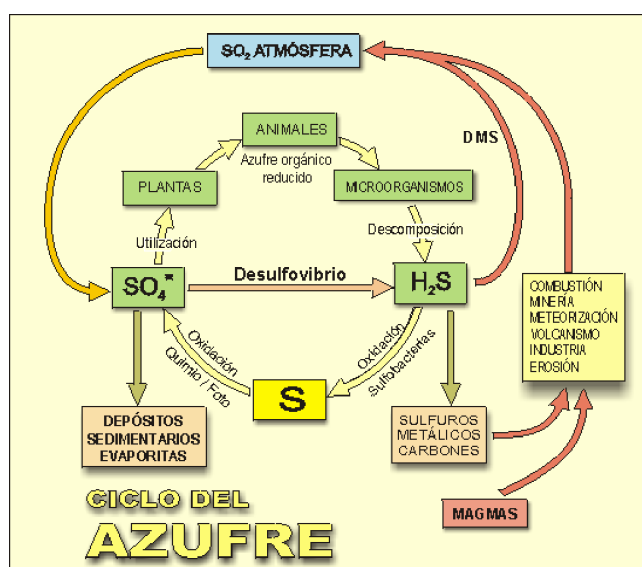 SO₂ ATMÓSFERA
DMS
ANIMALES
Azufre orgánico
reducido
PLANTAS
MICROORGANISMOS
Utilización
Descomposición
SO₄⁼
Desulfovibrio
H₂S
COMBUSTIÓN
MINERÍA
METEORIZACIÓN
VOLCANISMO
INDUSTRIA
EROSIÓN
Oxidación
Quimio / Foto
S
Oxidación
Sulfobacterias
DEPÓSITOS
SEDIMENTARIOS
EVAPORITAS
SULFUROS
METÁLICOS
CARBONES
MAGMAS
CICLO DEL
AZUFRE